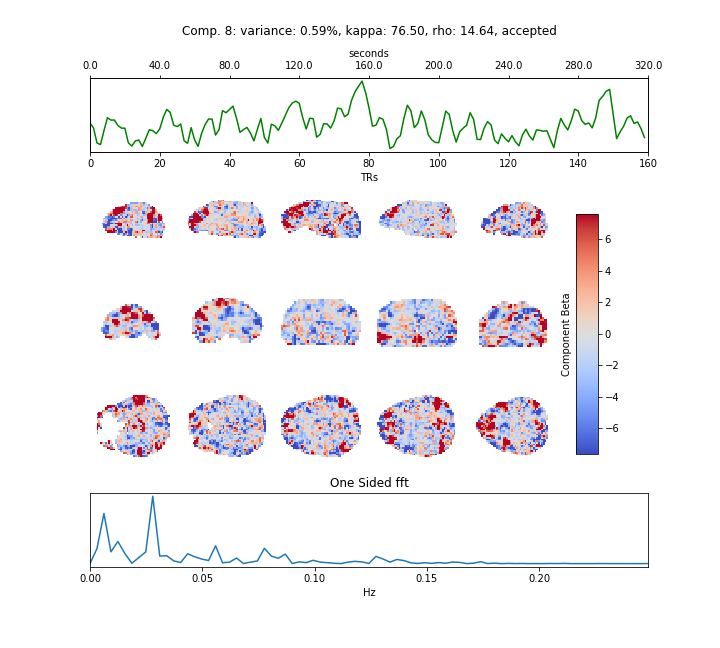 Comp. 8: variance: 0.59%, kappa: 76.50, rho: 14.64, accepted
seconds
0.0 40.0 80.0 120.0 160.0 200.0 240.0 280.0 320.0
0 20 40 60 80 100 120 140 160
TRs
6
4
2
0
−2
−4
−6
Component Beta
One Sided fft
0.00 0.05 0.10 0.15 0.20
Hz